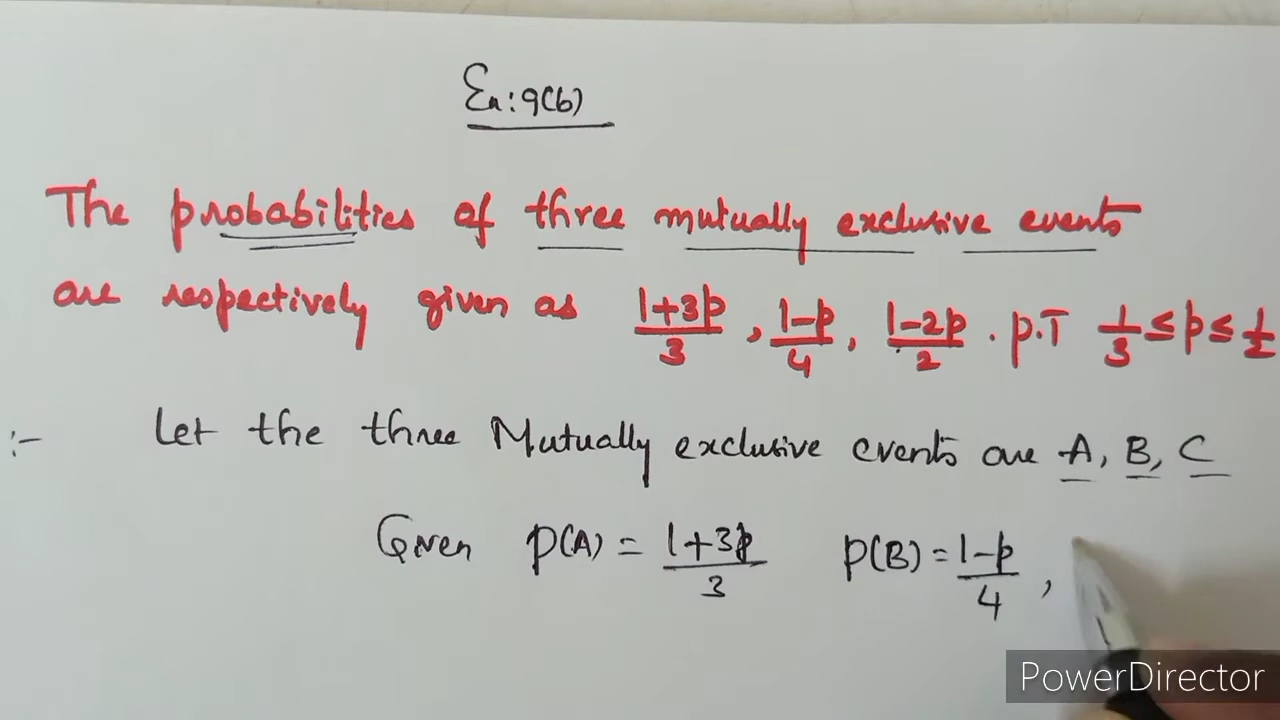 Ex: 9(b)
The probabilities of three mutually exclusive events
are respectively given as 1+3p/3, 1-p/4, 1-2p/2. p.T 1/3 ≤ p ≤ 1/2
:- Let the three Mutually exclusive events are A, B, C
Given P(A) = 1+3p/3 P(B) = 1-p/4,
PowerDirector